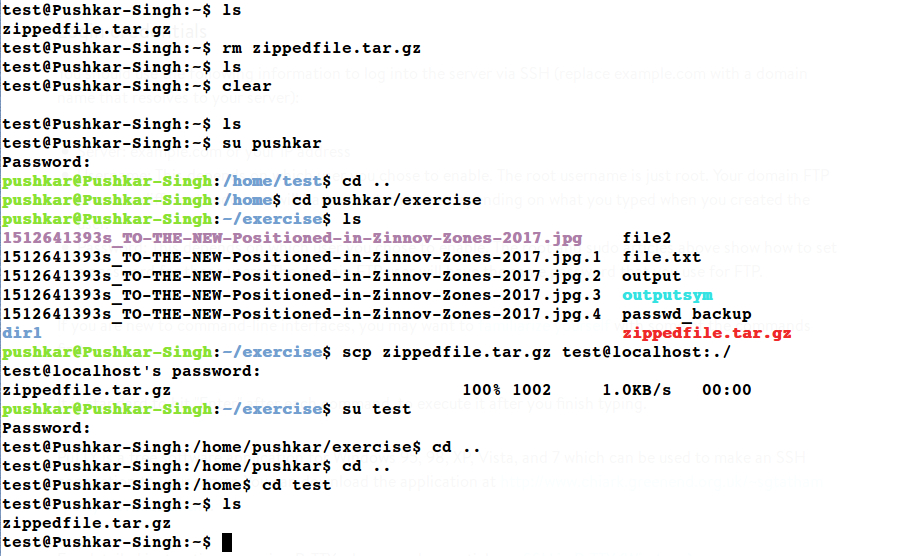 test@Pushkar-Singh:~$ ls
zippedfile.tar.gz
test@Pushkar-Singh:~$ rm zippedfile.tar.gz
test@Pushkar-Singh:~$ ls
test@Pushkar-Singh:~$ clear
test@Pushkar-Singh:~$ ls
test@Pushkar-Singh:~$ su pushkar
Password:
pushkar@Pushkar-Singh:/home/test$ cd ..
pushkar@Pushkar-Singh:/home$ cd pushkar/exercise
pushkar@Pushkar-Singh:~/exercise$ ls
1512641393s_TO-THE-NEW-Positioned-in-Zinnov-Zones-2017.jpg file2
1512641393s_TO-THE-NEW-Positioned-in-Zinnov-Zones-2017.jpg.1 file.txt
1512641393s_TO-THE-NEW-Positioned-in-Zinnov-Zones-2017.jpg.2 output
1512641393s_TO-THE-NEW-Positioned-in-Zinnov-Zones-2017.jpg.3 outputsym
1512641393s_TO-THE-NEW-Positioned-in-Zinnov-Zones-2017.jpg.4 passwd_backup
dir1 zippedfile.tar.gz
pushkar@Pushkar-Singh:~/exercise$ scp zippedfile.tar.gz test@localhost:./
test@localhost's password:
zippedfile.tar.gz 100% 1002 1.0KB/s 00:00
pushkar@Pushkar-Singh:~/exercise$ su test
Password:
test@Pushkar-Singh:/home/pushkar/exercise$ cd ..
test@Pushkar-Singh:/home/pushkar$ cd ..
test@Pushkar-Singh:/home$ cd test
test@Pushkar-Singh:~$ ls
zippedfile.tar.gz
test@Pushkar-Singh:~$